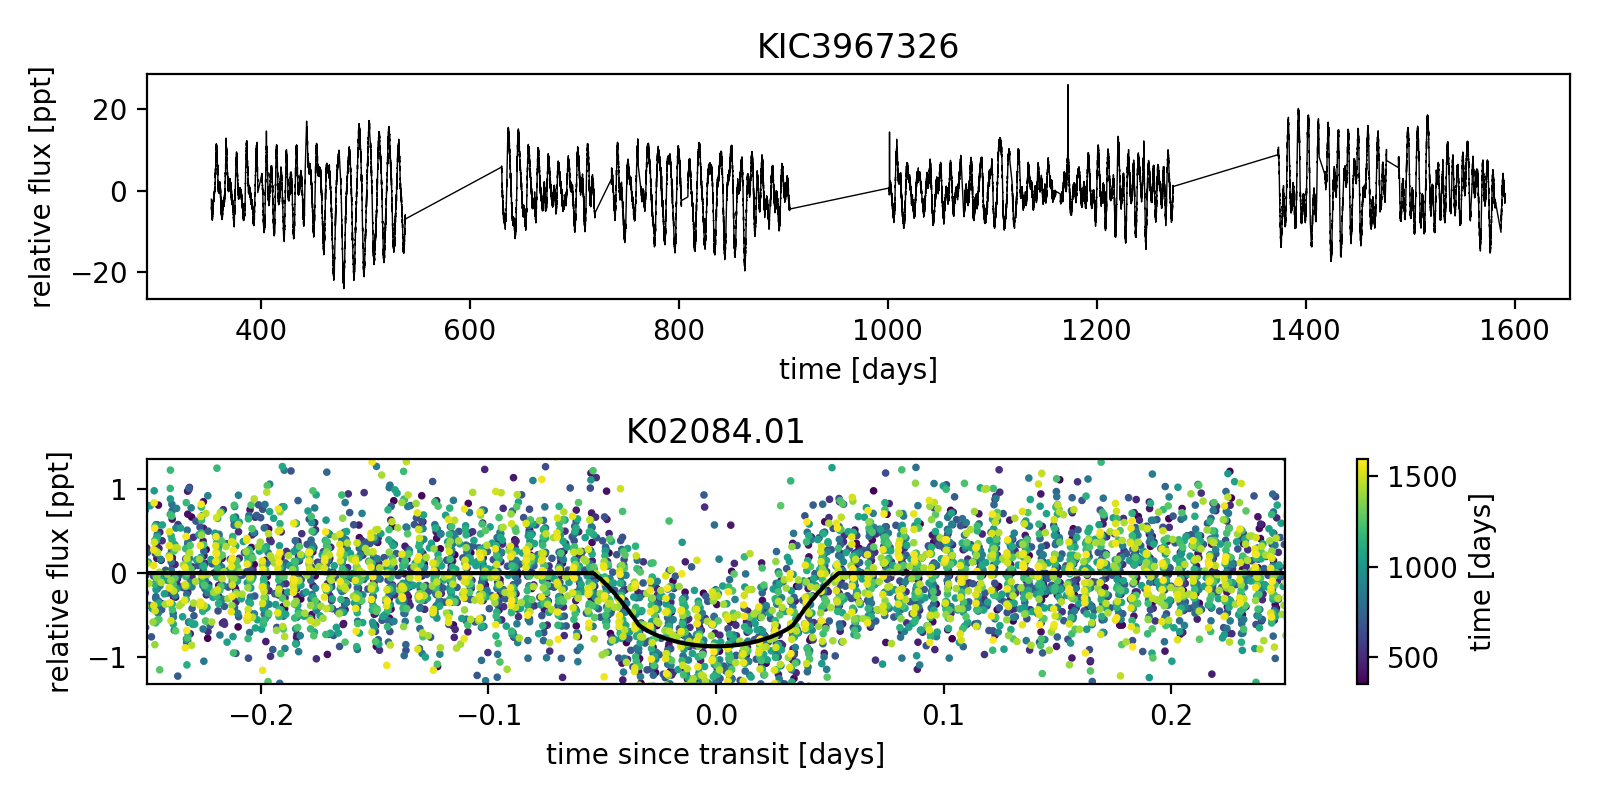 KIC3967326
relative flux [ppt]
20
0
−20
400 600 800 1000 1200 1400 1600
time [days]
K02084.01
relative flux [ppt]
1
0
−1
−0.2 −0.1 0.0 0.1 0.2
time since transit [days]
1500
1000
500
time [days]